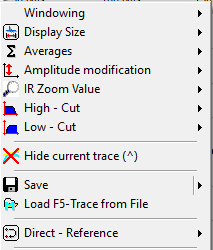 Windowing
Display Size
Averages
Amplitude modification
IR Zoom Value
High - Cut
Low - Cut
Hide current trace (^)
Save
Load F5-Trace from File
Direct - Reference